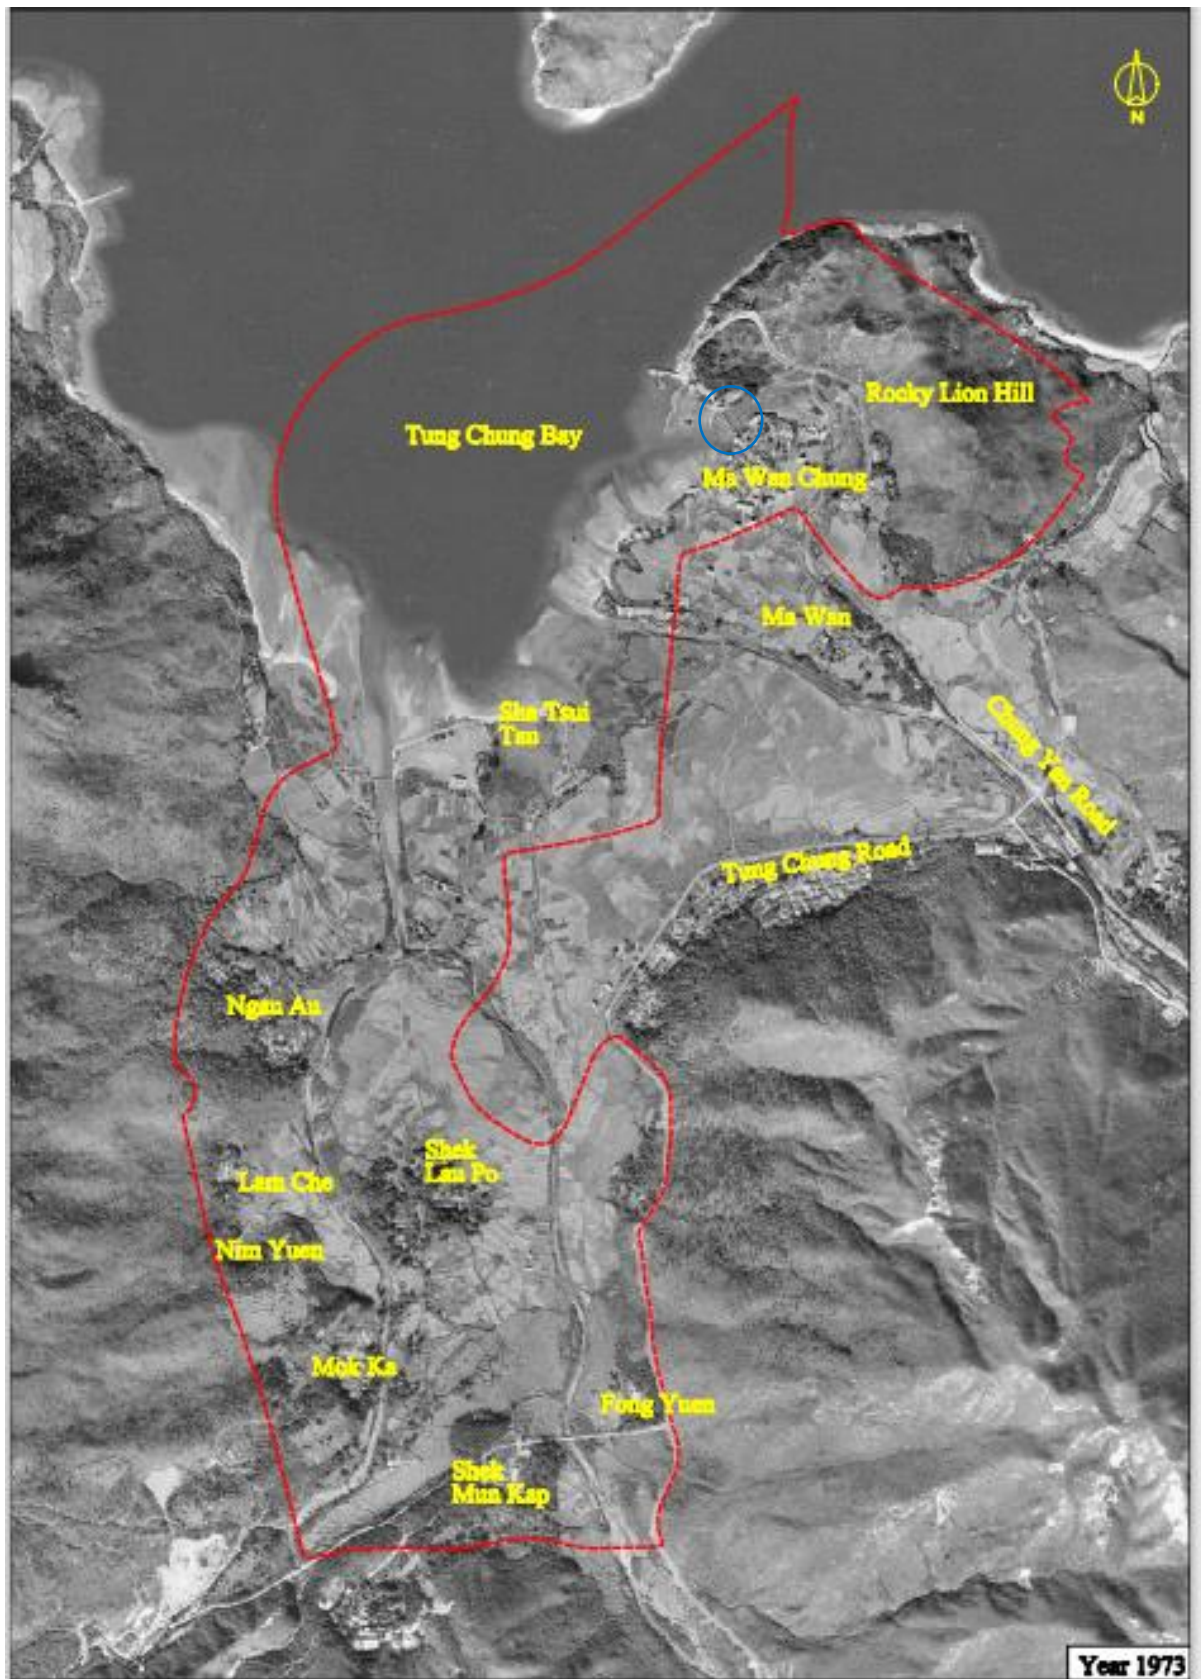 N
Rocky Lion Hill
Tung Chung Bay
Ma Wan Chung
Ma Wan
Sha Tsui
Tau
Chung Yan Road
Tung Chung Road
Ngau Au
Shek
Lau Po
Lam Che
Nim Yuen
Mok Ka
Fong Yuen
Shek
Mun Kap
Year 1973